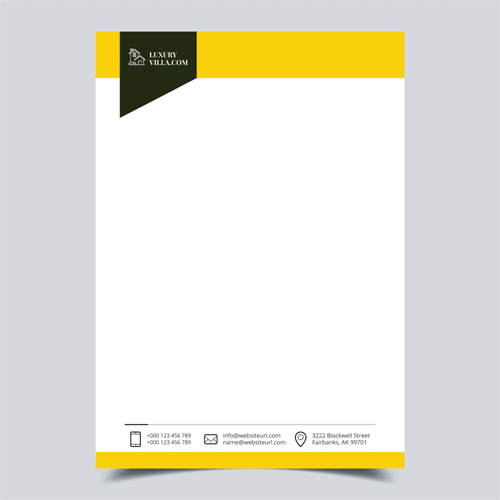 LUXURY
VILLA.COM
+000 123 456 789
+000 123 456 789
info@websiteurl.com
name@websiteurl.com
3222 Blackwell Street
Fairbanks, AK 99701